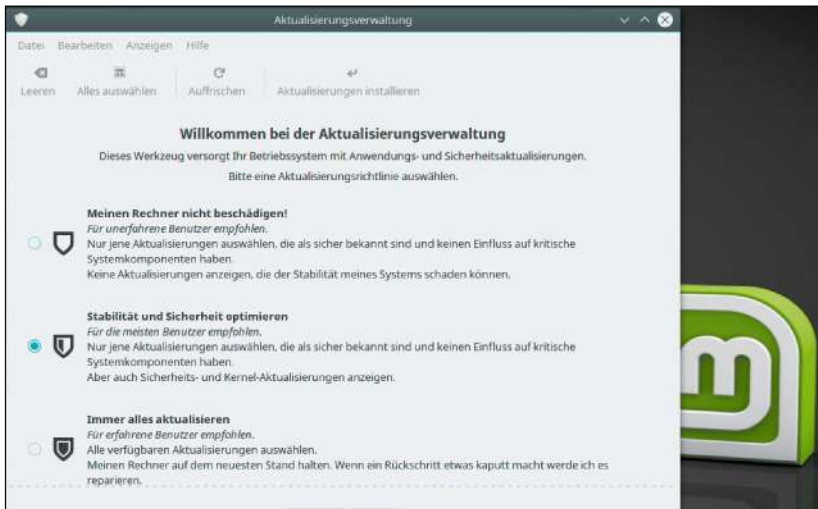 Aktualisierungsverwaltung
Datei Bearbeiten Anzeigen Hilfe
Leeren Alles auswählen Auffrischen Aktualisierungen installieren
Willkommen bei der Aktualisierungsverwaltung
Dieses Werkzeug versorgt Ihr Betriebssystem mit Anwendungs- und Sicherheitsaktualisierungen.
Bitte eine Aktualisierungsrichtlinie auswählen.
Meinen Rechner nicht beschädigen!
Für unerfahrene Benutzer empfohlen.
Nur jene Aktualisierungen auswählen, die als sicher bekannt sind und keinen Einfluss auf kritische
Systemkomponenten haben.
Keine Aktualisierungen anzeigen, die der Stabilität meines Systems schaden können.
Stabilität und Sicherheit optimieren
Für die meisten Benutzer empfohlen.
Nur jene Aktualisierungen auswählen, die als sicher bekannt sind und keinen Einfluss auf kritische
Systemkomponenten haben.
Aber auch Sicherheits- und Kernel-Aktualisierungen anzeigen.
Immer alles aktualisieren
Für erfahrene Benutzer empfohlen.
Alle verfügbaren Aktualisierungen auswählen.
Meinen Rechner auf dem neuesten Stand halten. Wenn ein Rückschritt etwas kaputt macht werde ich es
reparieren.